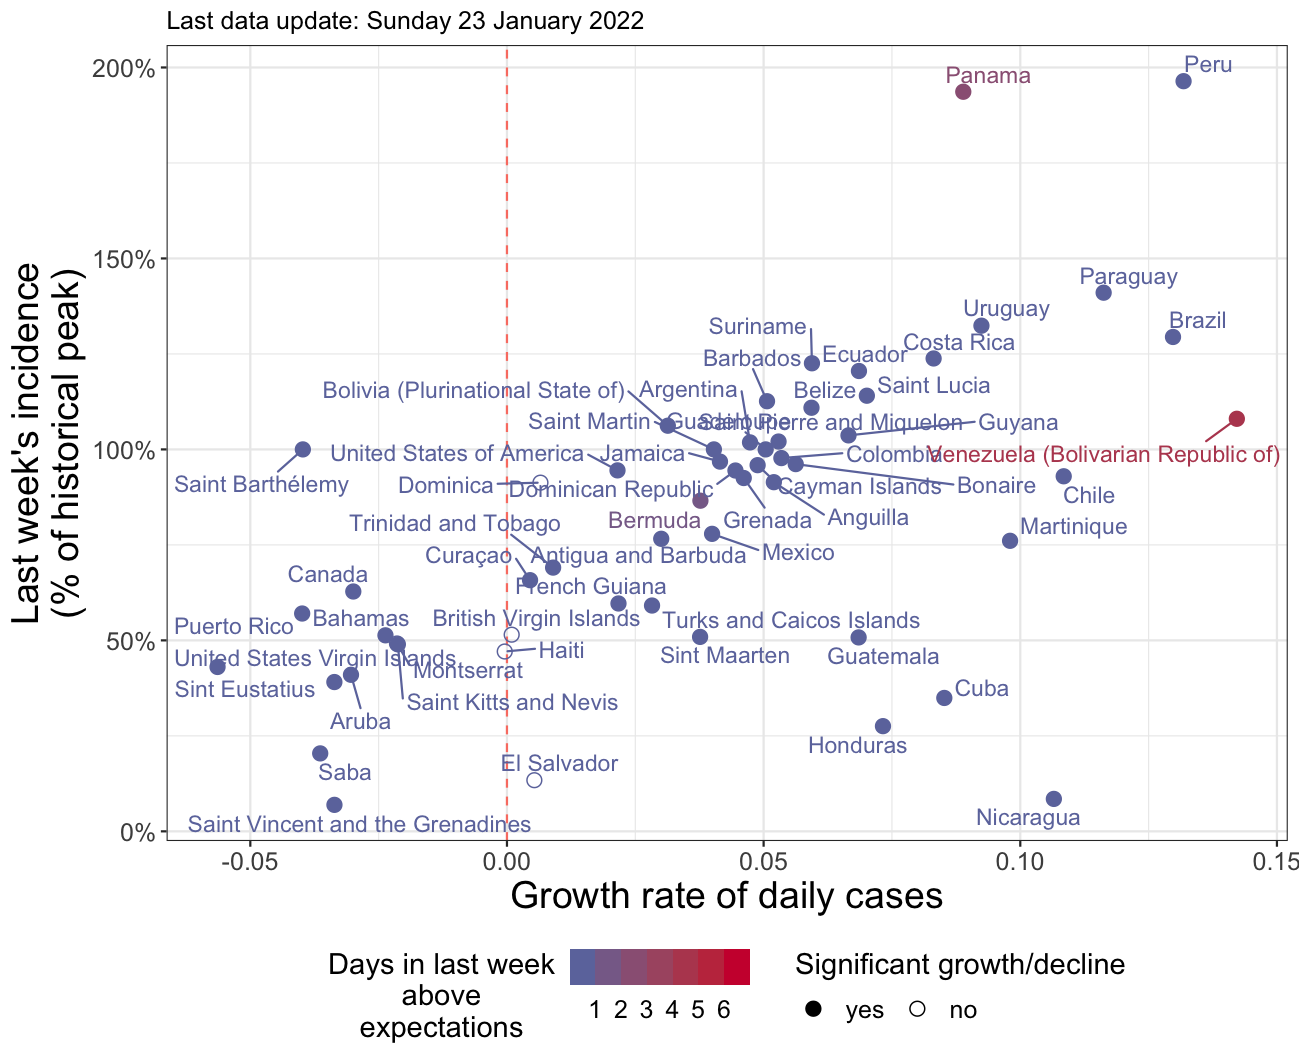 Last data update: Sunday 23 January 2022
Last week's incidence
(% of historical peak)
200%
150%
100%
50%
0%
Peru
Panama
Paraguay
Uruguay
Brazil
Suriname
Costa Rica
Barbados
Ecuador
Bolivia (Plurinational State of)
Argentina
Belize
Saint Lucia
Saint Martin
Guadeloupe
Saint Pierre and Miquelon
Guyana
United States of America
Jamaica
Colombia
Venezuela (Bolivarian Republic of)
Saint Barthélemy
Dominica
Dominican Republic
Cayman Islands
Bonaire
Chile
Trinidad and Tobago
Bermuda
Grenada
Anguilla
Martinique
Curaçao
Antigua and Barbuda
Mexico
Canada
French Guiana
Puerto Rico
Bahamas
British Virgin Islands
Turks and Caicos Islands
United States Virgin Islands
Haiti
Sint Maarten
Guatemala
Montserrat
Sint Eustatius
Saint Kitts and Nevis
Cuba
Aruba
Honduras
El Salvador
Saba
Saint Vincent and the Grenadines
Nicaragua
-0.05 0.00 0.05 0.10 0.15
Growth rate of daily cases
Days in last week
above
expectations
1 2 3 4 5 6
Significant growth/decline
yes no